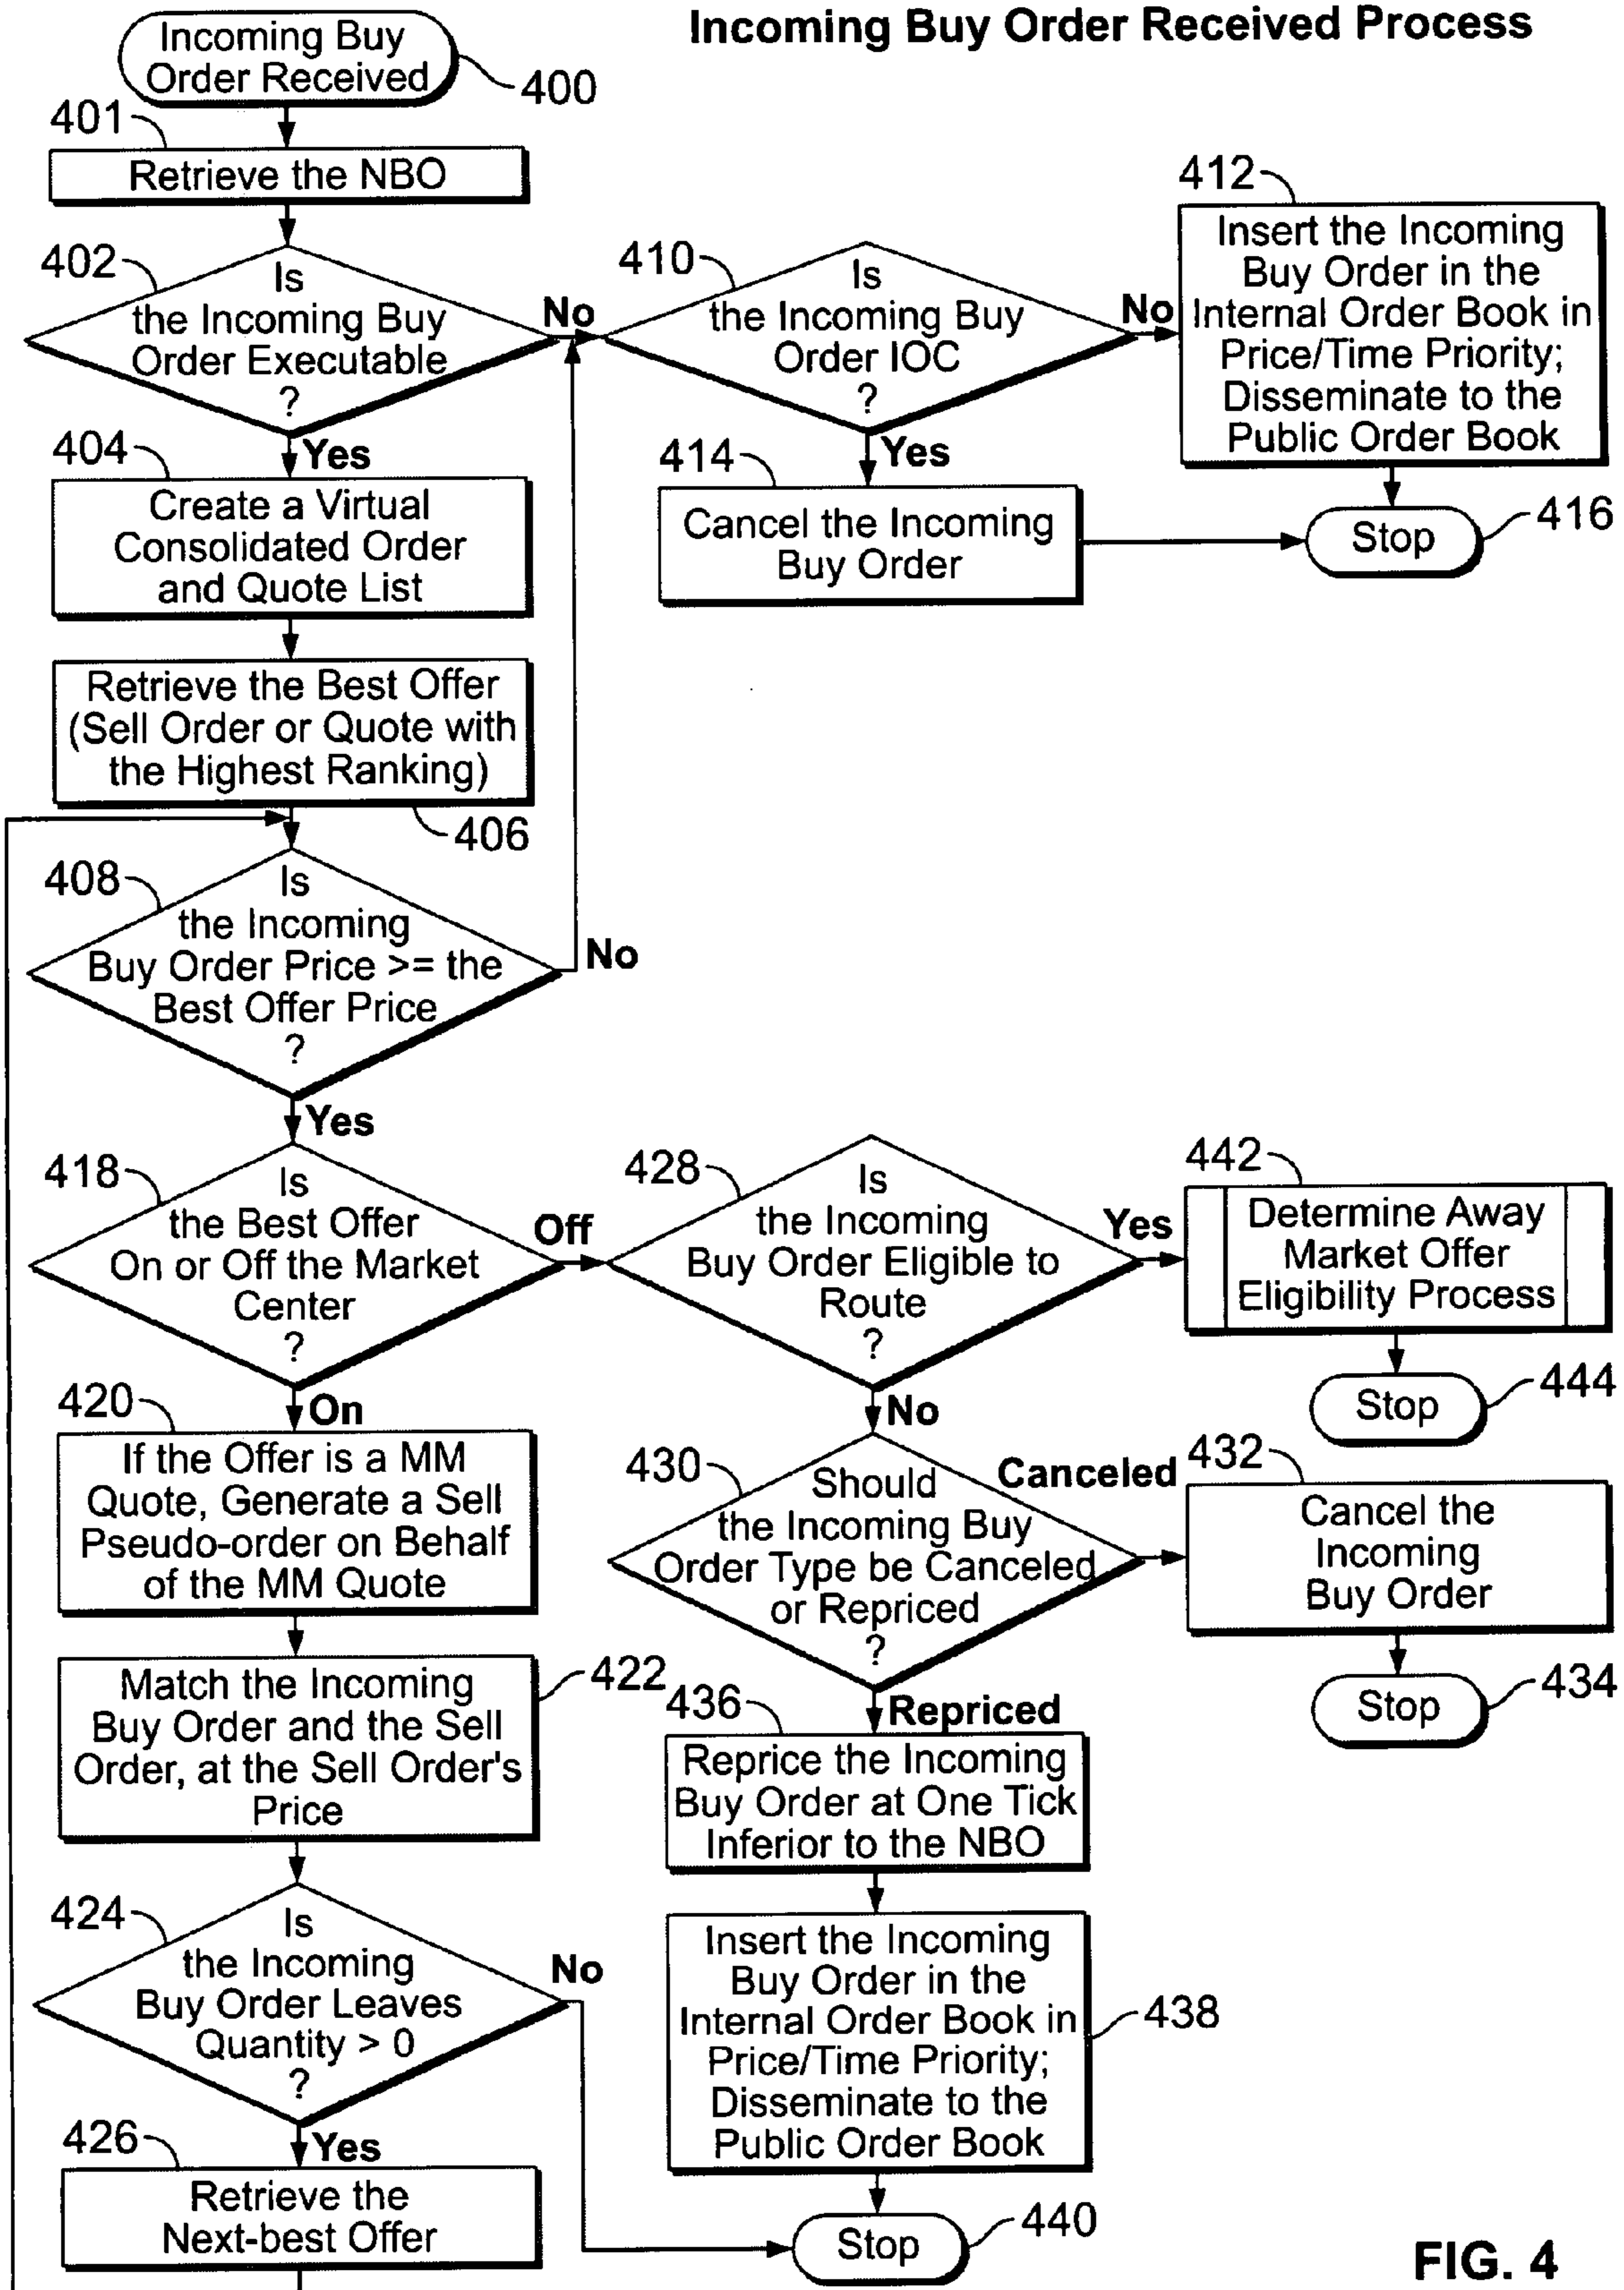 Incoming Buy Order Received Process
Incoming Buy
Order Received
400
401
Retrieve the NBO
402
Is
the Incoming Buy
Order Executable
?
No
Yes
410
Is
the Incoming Buy
Order IOC
?
No
Yes
412
Insert the Incoming
Buy Order in the
Internal Order Book in
Price/Time Priority;
Disseminate to the
Public Order Book
404
Create a Virtual
Consolidated Order
and Quote List
414
Cancel the Incoming
Buy Order
Stop
416
Retrieve the Best Offer
(Sell Order or Quote with
the Highest Ranking)
406
408
Is
the Incoming
Buy Order Price >= the
Best Offer Price
?
No
Yes
418
Is
the Best Offer
On or Off the Market
Center
?
Off
On
428
Is
the Incoming
Buy Order Eligible to
Route
?
Yes
No
442
Determine Away
Market Offer
Eligibility Process
Stop
444
420
If the Offer is a MM
Quote, Generate a Sell
Pseudo-order on Behalf
of the MM Quote
430
Should
the Incoming Buy
Order Type be Canceled
or Repriced
?
Canceled
Repriced
432
Cancel the
Incoming
Buy Order
Stop
434
Match the Incoming
Buy Order and the Sell
Order, at the Sell Order's
Price
422
436
Reprice the Incoming
Buy Order at One Tick
Inferior to the NBO
424
Is
the Incoming
Buy Order Leaves
Quantity > 0
?
No
Yes
Insert the Incoming
Buy Order in the
Internal Order Book in
Price/Time Priority;
Disseminate to the
Public Order Book
438
426
Retrieve the
Next-best Offer
Stop
440
FIG. 4